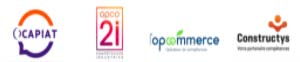 OCAPIAT
opco
2i
l'opcommerce
Constructys
Votre partenaire compétences